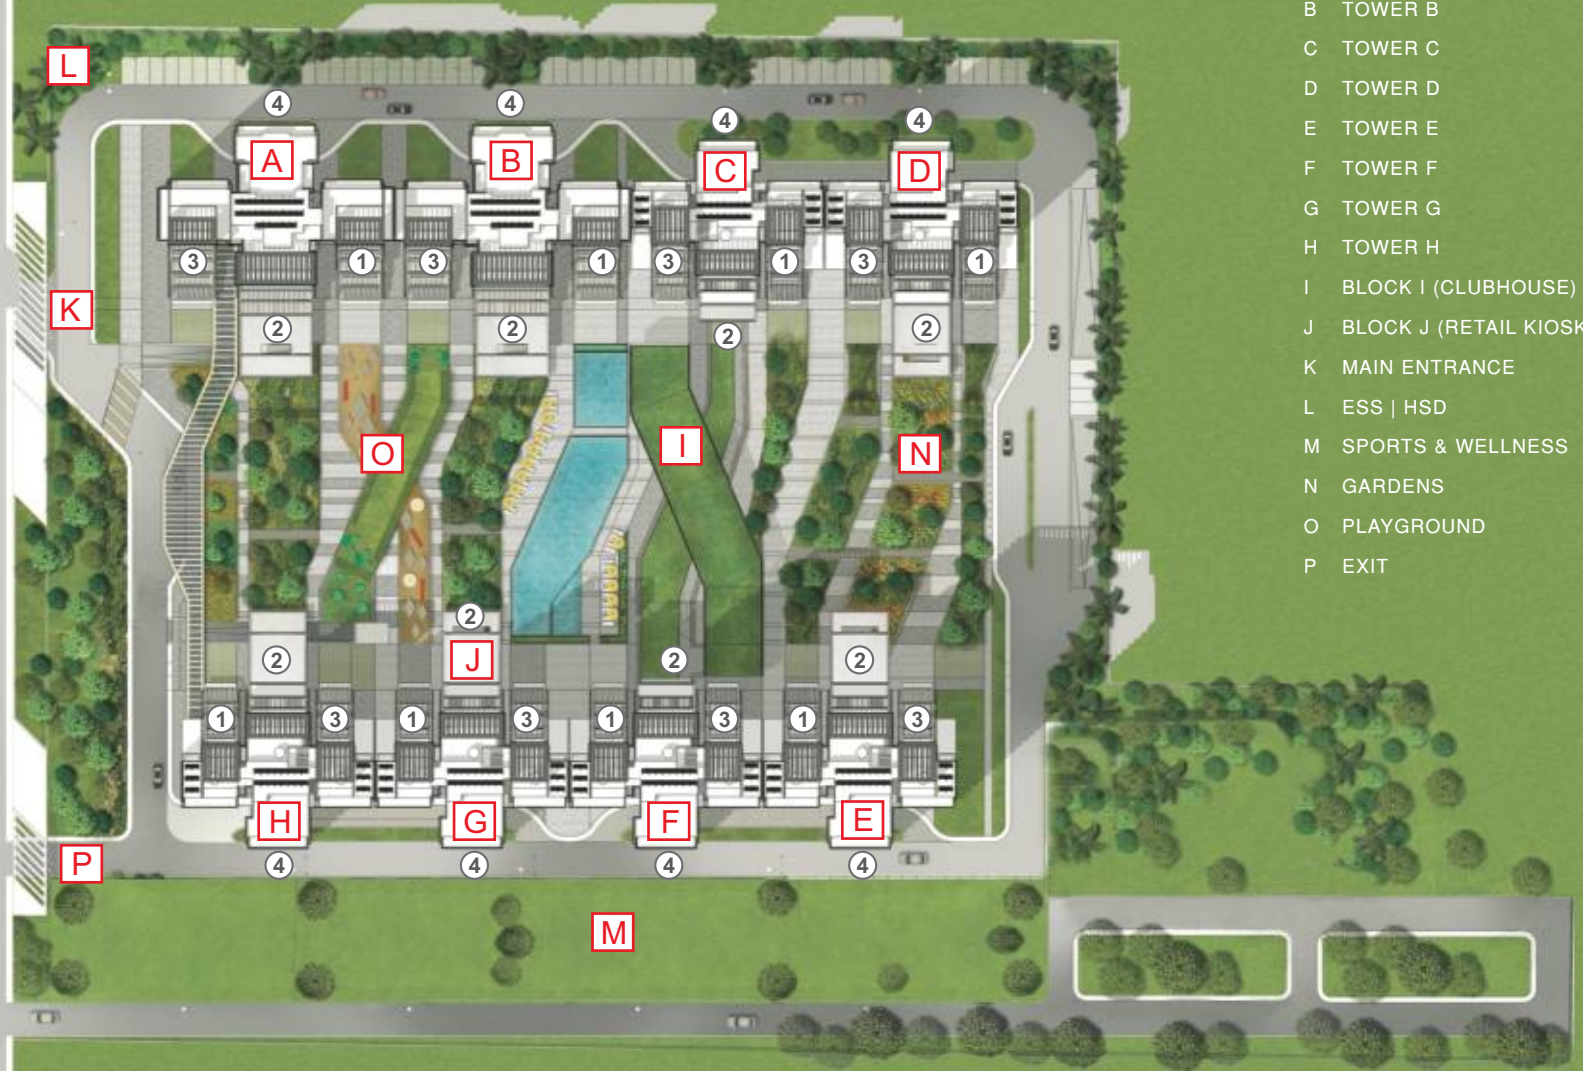 B TOWER B
C TOWER C
D TOWER D
E TOWER E
F TOWER F
G TOWER G
H TOWER H
I BLOCK I (CLUBHOUSE)
J BLOCK J (RETAIL KIOSK
K MAIN ENTRANCE
L ESS | HSD
M SPORTS & WELLNESS
N GARDENS
O PLAYGROUND
P EXIT
L
4 4 4 4
A B C D
3 1 3 1 3 1 3 1
K
2 2 2 2
O I N
2
J
2 2 2
1 3 1 3 1 3 1 3
H G F E
P 4 4 4 4
M